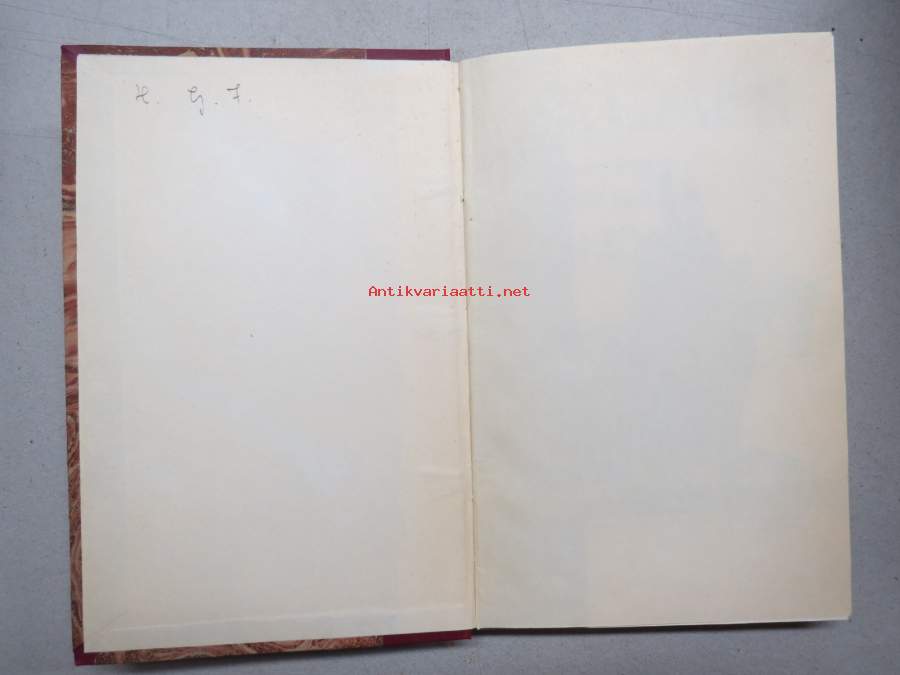 H. G. F.
Antikvariaatti.net